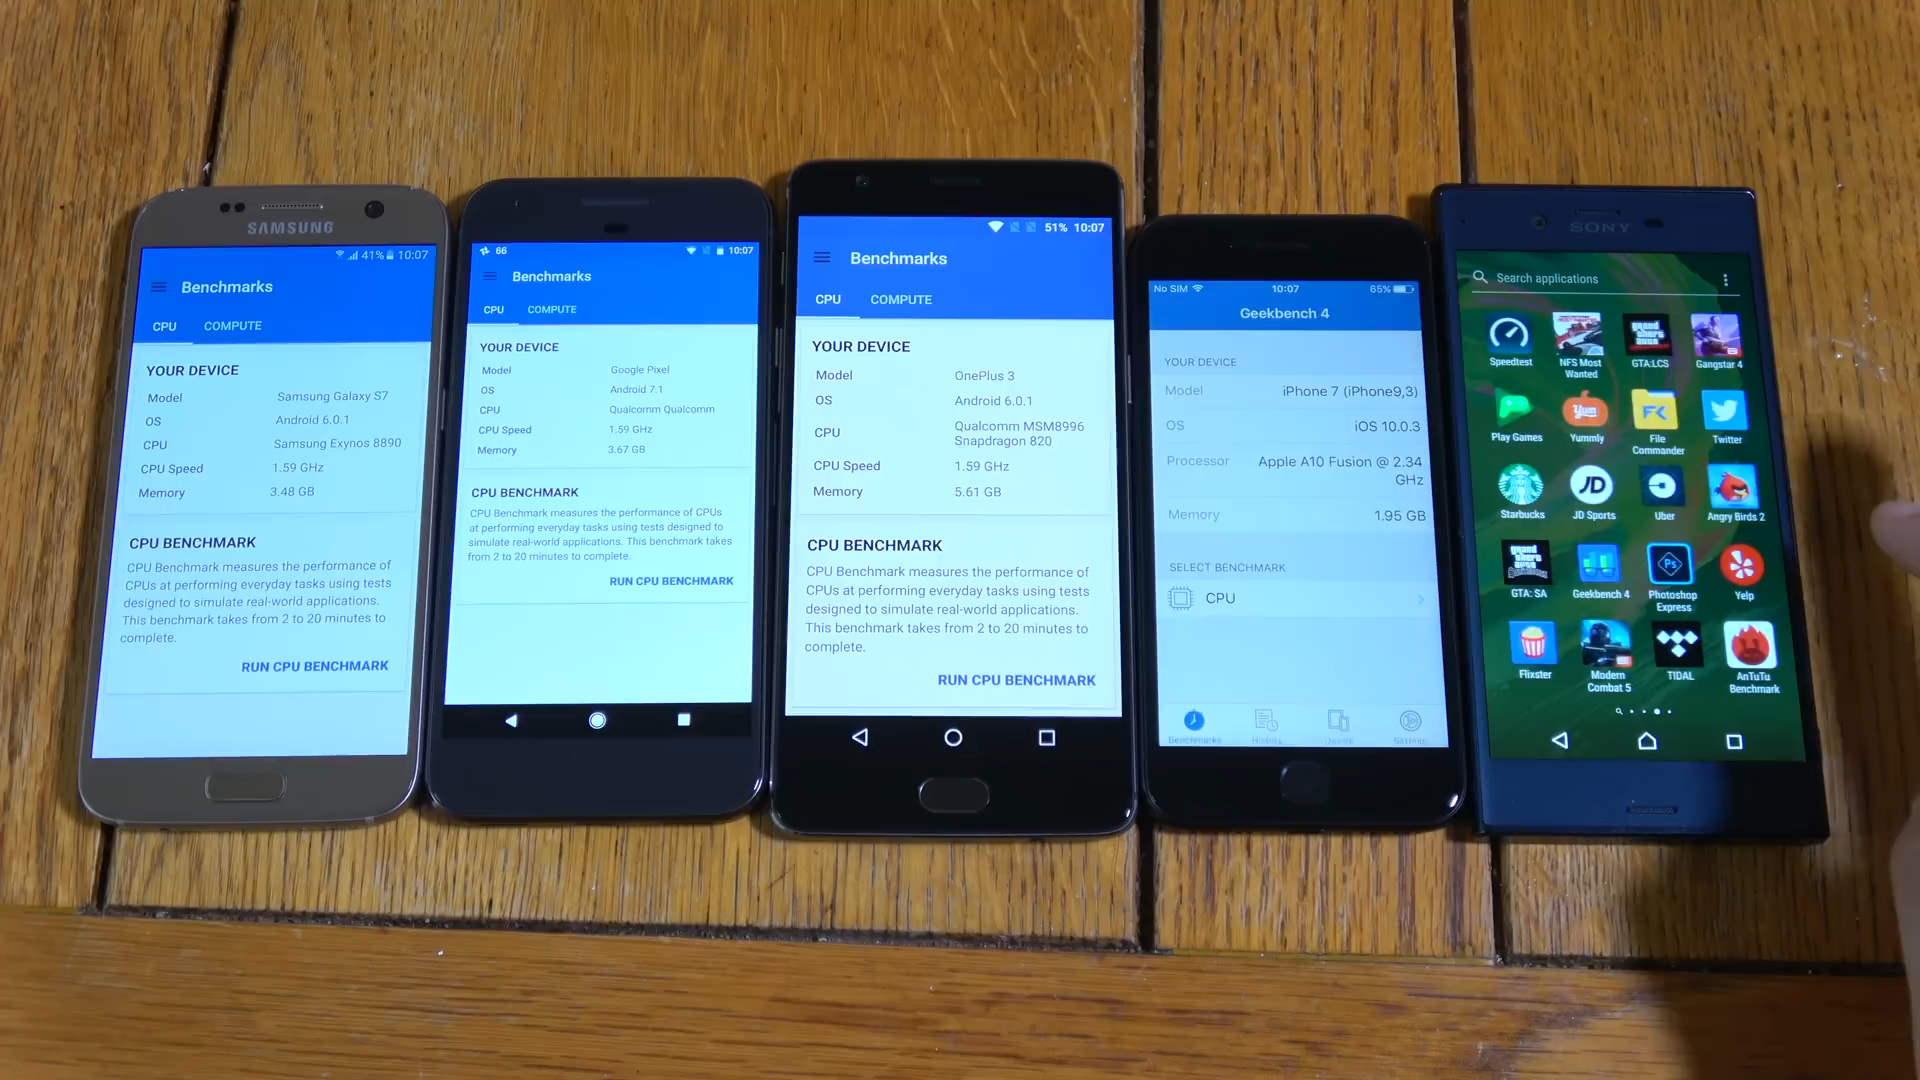 SAMSUNG
41% 10:07
Benchmarks
CPU COMPUTE
YOUR DEVICE
Model Samsung Galaxy S7
OS Android 6.0.1
CPU Samsung Exynos 8890
CPU Speed 1.59 GHz
Memory 3.48 GB
CPU BENCHMARK
CPU Benchmark measures the performance of
CPUs at performing everyday tasks using tests
designed to simulate real-world applications.
This benchmark takes from 2 to 20 minutes to
complete.
RUN CPU BENCHMARK
66 10:07
Benchmarks
CPU COMPUTE
YOUR DEVICE
Model Google Pixel
OS Android 7.1
CPU Qualcomm Qualcomm
CPU Speed 1.59 GHz
Memory 3.67 GB
CPU BENCHMARK
CPU Benchmark measures the performance of CPUs
at performing everyday tasks using tests designed to
simulate real-world applications. This benchmark takes
from 2 to 20 minutes to complete.
RUN CPU BENCHMARK
51% 10:07
Benchmarks
CPU COMPUTE
YOUR DEVICE
Model OnePlus 3
OS Android 6.0.1
CPU Qualcomm MSM8996
Snapdragon 820
CPU Speed 1.59 GHz
Memory 5.61 GB
CPU BENCHMARK
CPU Benchmark measures the performance of
CPUs at performing everyday tasks using tests
designed to simulate real-world applications.
This benchmark takes from 2 to 20 minutes to
complete.
RUN CPU BENCHMARK
No SIM 10:07 65%
Geekbench 4
YOUR DEVICE
Model iPhone 7 (iPhone9,3)
OS iOS 10.0.3
Processor Apple A10 Fusion @ 2.34
GHz
Memory 1.95 GB
SELECT BENCHMARK
CPU
Benchmarks History Settings
SONY
Search applications
Speedtest NFS Most Wanted GTA:LCS Gangstar 4
Play Games Yummly File Commander Twitter
Starbucks JD Sports Uber Angry Birds 2
GTA: SA Geekbench 4 Photoshop Express Yelp
Flixster Modern Combat 5 TIDAL AnTuTu Benchmark